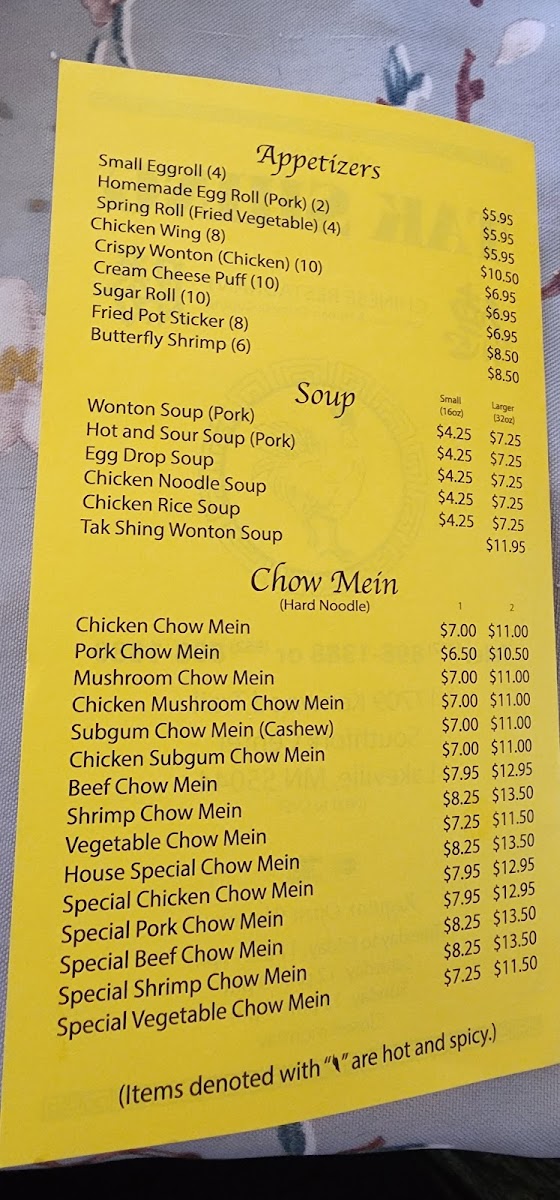 Appetizers
Small Eggroll (4) $5.95
Homemade Egg Roll (Pork) (2) $5.95
Spring Roll (Fried Vegetable) (4) $5.95
Chicken Wing (8) $10.50
Crispy Wonton (Chicken) (10) $6.95
Cream Cheese Puff (10) $6.95
Sugar Roll (10) $6.95
Fried Pot Sticker (8) $8.50
Butterfly Shrimp (6) $8.50
Soup
Small Larger
(16oz) (32oz)
Wonton Soup (Pork) $4.25 $7.25
Hot and Sour Soup (Pork) $4.25 $7.25
Egg Drop Soup $4.25 $7.25
Chicken Noodle Soup $4.25 $7.25
Chicken Rice Soup $4.25 $7.25
Tak Shing Wonton Soup $11.95
Chow Mein
(Hard Noodle) 1 2
Chicken Chow Mein $7.00 $11.00
Pork Chow Mein $6.50 $10.50
Mushroom Chow Mein $7.00 $11.00
Chicken Mushroom Chow Mein $7.00 $11.00
Subgum Chow Mein (Cashew) $7.00 $11.00
Chicken Subgum Chow Mein $7.00 $11.00
Beef Chow Mein $7.95 $12.95
Shrimp Chow Mein $8.25 $13.50
Vegetable Chow Mein $7.25 $11.50
House Special Chow Mein $8.25 $13.50
Special Chicken Chow Mein $7.95 $12.95
Special Pork Chow Mein $7.95 $12.95
Special Beef Chow Mein $8.25 $13.50
Special Shrimp Chow Mein $8.25 $13.50
Special Vegetable Chow Mein $7.25 $11.50
(Items denoted with "🌶" are hot and spicy.)